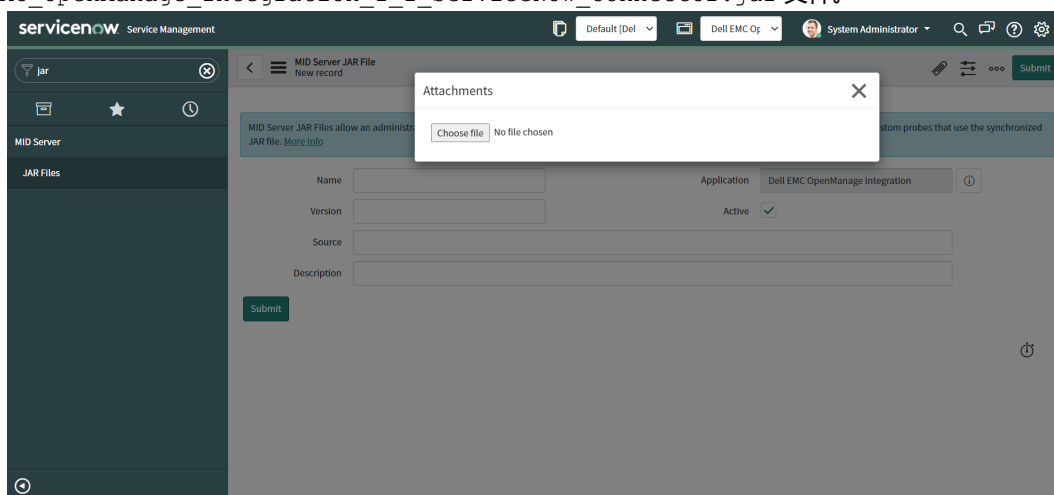 servicenow Service Management
Default [Del
Dell EMC Op
System Administrator
jar
MID Server JAR File
New record
Submit
Attachments
Choose file No file chosen
MID Server JAR Files allow an administr
stom probes that use the synchronized
JAR file. More Info
MID Server
JAR Files
Name
Application Dell EMC OpenManage Integration
Version
Active
Source
Description
Submit